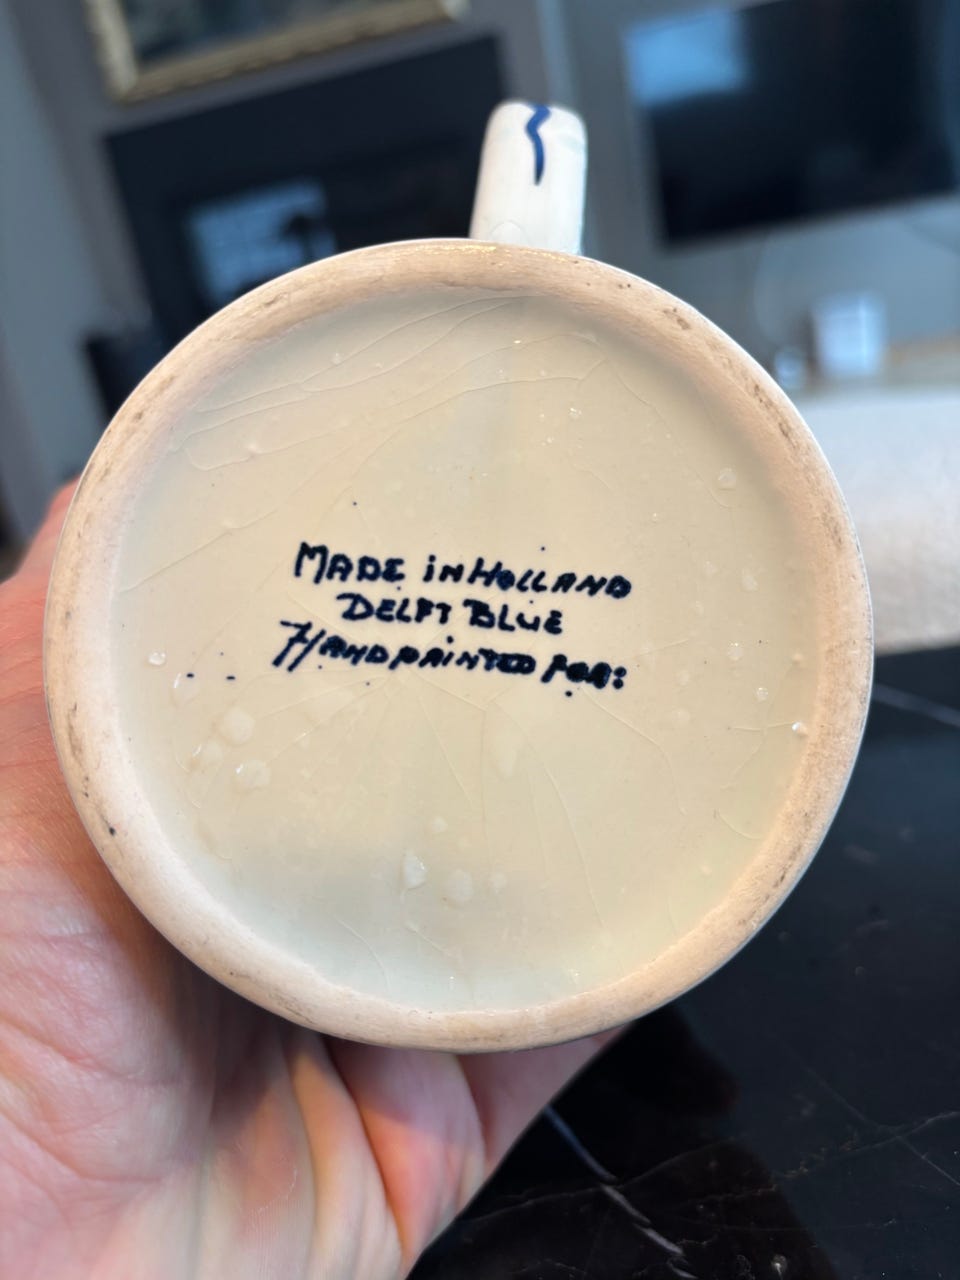 MADE in HOLLAND
DELFT BLUE
HANDPAINTED FOR: